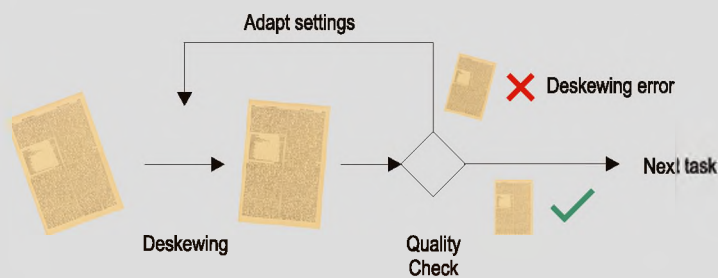 Adapt settings
Deskewing error
Next task
Deskewing
Quality
Check